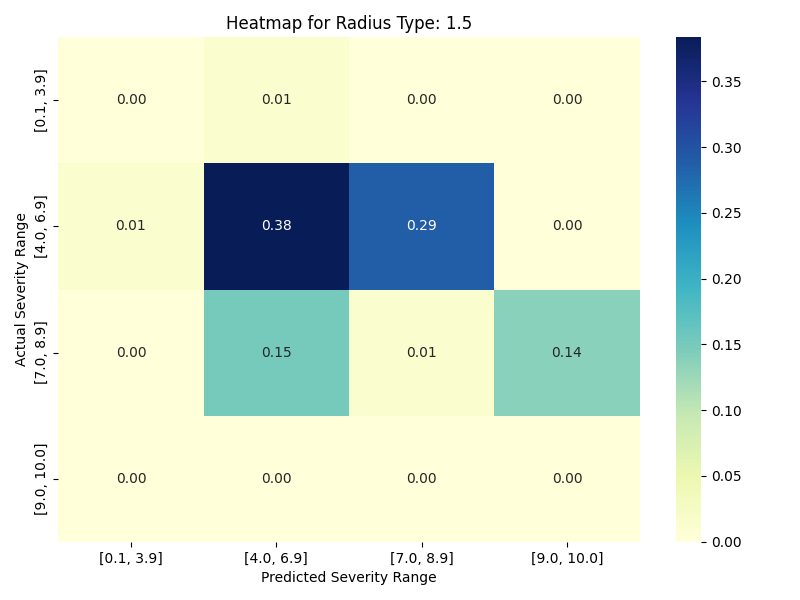 Heatmap for Radius Type: 1.5
Actual Severity Range
[0.1, 3.9]
0.00 0.01 0.00 0.00
[4.0, 6.9]
0.01 0.38 0.29 0.00
[7.0, 8.9]
0.00 0.15 0.01 0.14
[9.0, 10.0]
0.00 0.00 0.00 0.00
[0.1, 3.9] [4.0, 6.9] [7.0, 8.9] [9.0, 10.0]
Predicted Severity Range
0.35
0.30
0.25
0.20
0.15
0.10
0.05
0.00